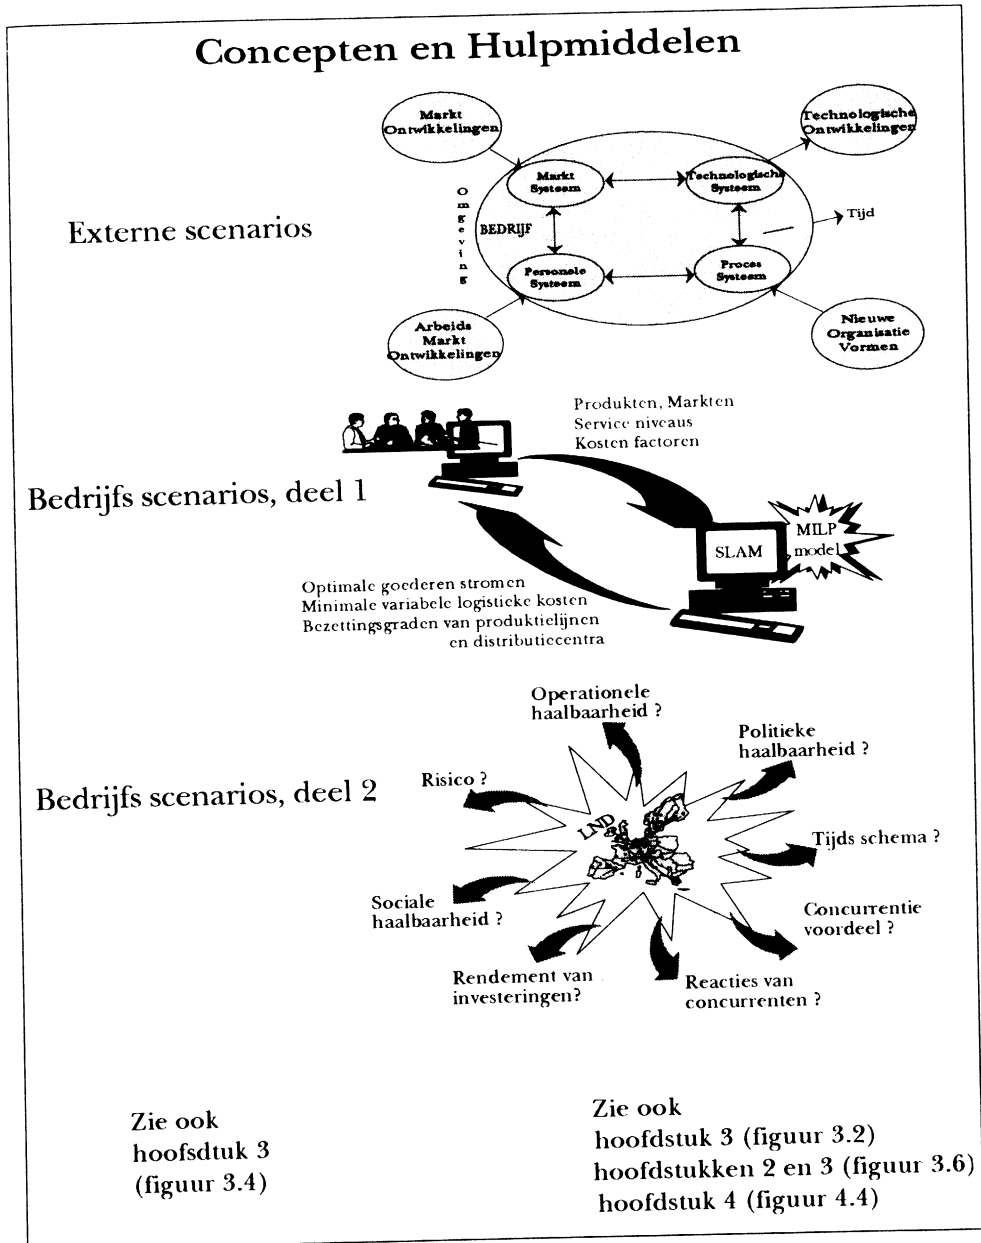 Concepten en Hulpmiddelen
Externe scenarios
Markt
Ontwikkelingen
Technologische
Ontwikkelingen
Markt
Systeem
Technologische
Systeem
Omgeving
BEDRIJF
Tijd
Personele
Systeem
Proces
Systeem
Arbeids
Markt
Ontwikkelingen
Nieuwe
Organisatie
Vormen
Bedrijfs scenarios, deel 1
Produkten, Markten
Service niveaus
Kosten factoren
SLAM
MILP
model
Optimale goederen stromen
Minimale variabele logistieke kosten
Bezettingsgraden van produktielijnen
en distributiecentra
Bedrijfs scenarios, deel 2
Operationele
haalbaarheid ?
Politieke
haalbaarheid ?
Risico ?
LND
Tijds schema ?
Sociale
haalbaarheid ?
Concurrentie
voordeel ?
Rendement van
investeringen?
Reacties van
concurrenten ?
Zie ook
hoofsdtuk 3
(figuur 3.4)
Zie ook
hoofdstuk 3 (figuur 3.2)
hoofdstukken 2 en 3 (figuur 3.6)
hoofdstuk 4 (figuur 4.4)